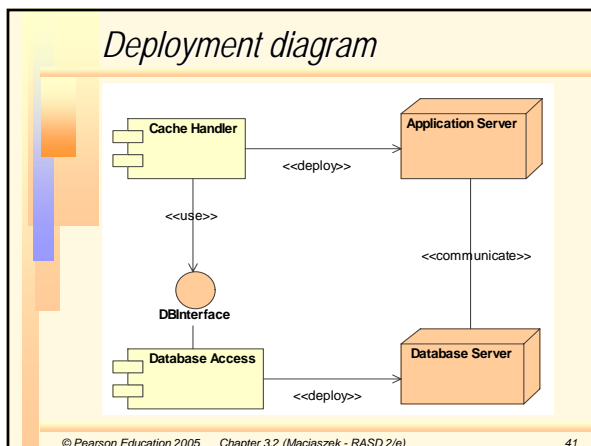 Deployment diagram
Cache Handler
Application Server
<<deploy>>
<<use>>
<<communicate>>
DBInterface
Database Access
Database Server
<<deploy>>
© Pearson Education 2005 Chapter 3.2 (Maciaszek - RASD 2/e) 41